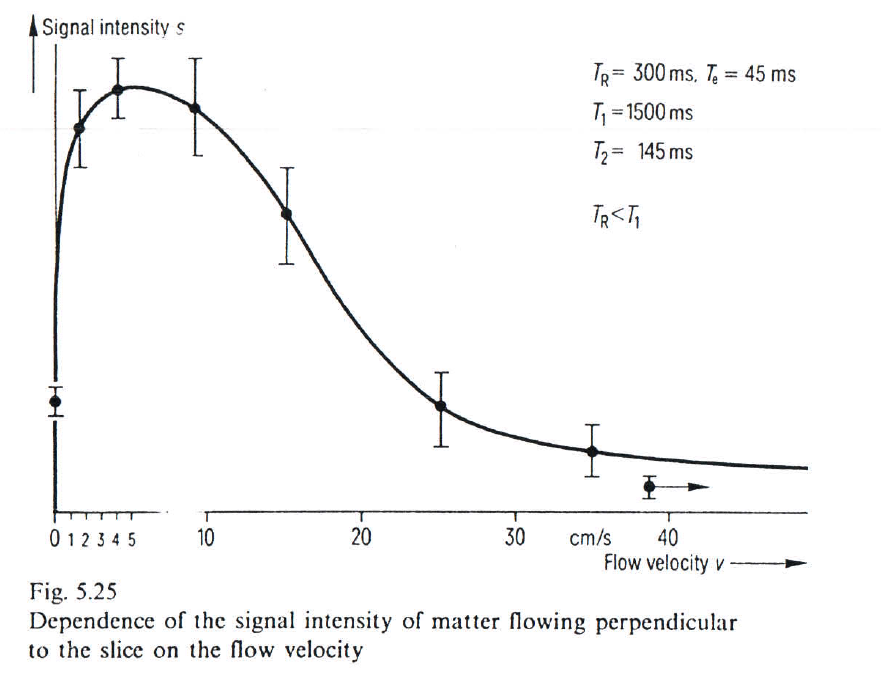 Signal intensity s
T_R = 300 ms, T_e = 45 ms
T_1 = 1500 ms
T_2 = 145 ms
T_R < T_1
0 1 2 3 4 5 10 20 30 cm/s 40
Flow velocity v
Fig. 5.25
Dependence of the signal intensity of matter flowing perpendicular
to the slice on the flow velocity